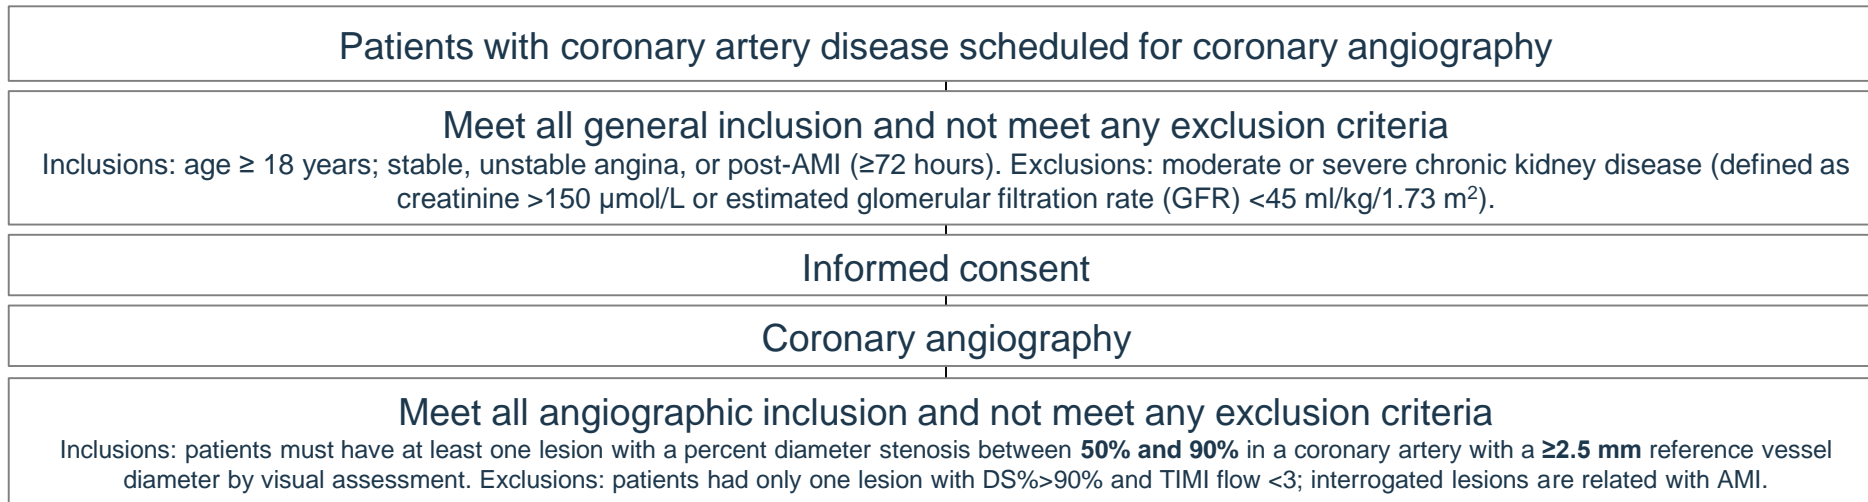 Patients with coronary artery disease scheduled for coronary angiography
Meet all general inclusion and not meet any exclusion criteria
Inclusions: age ≥ 18 years; stable, unstable angina, or post-AMI (≥72 hours). Exclusions: moderate or severe chronic kidney disease (defined as
creatinine >150 µmol/L or estimated glomerular filtration rate (GFR) <45 ml/kg/1.73 m²).
Informed consent
Coronary angiography
Meet all angiographic inclusion and not meet any exclusion criteria
Inclusions: patients must have at least one lesion with a percent diameter stenosis between 50% and 90% in a coronary artery with a ≥2.5 mm reference vessel
diameter by visual assessment. Exclusions: patients had only one lesion with DS%>90% and TIMI flow <3; interrogated lesions are related with AMI.